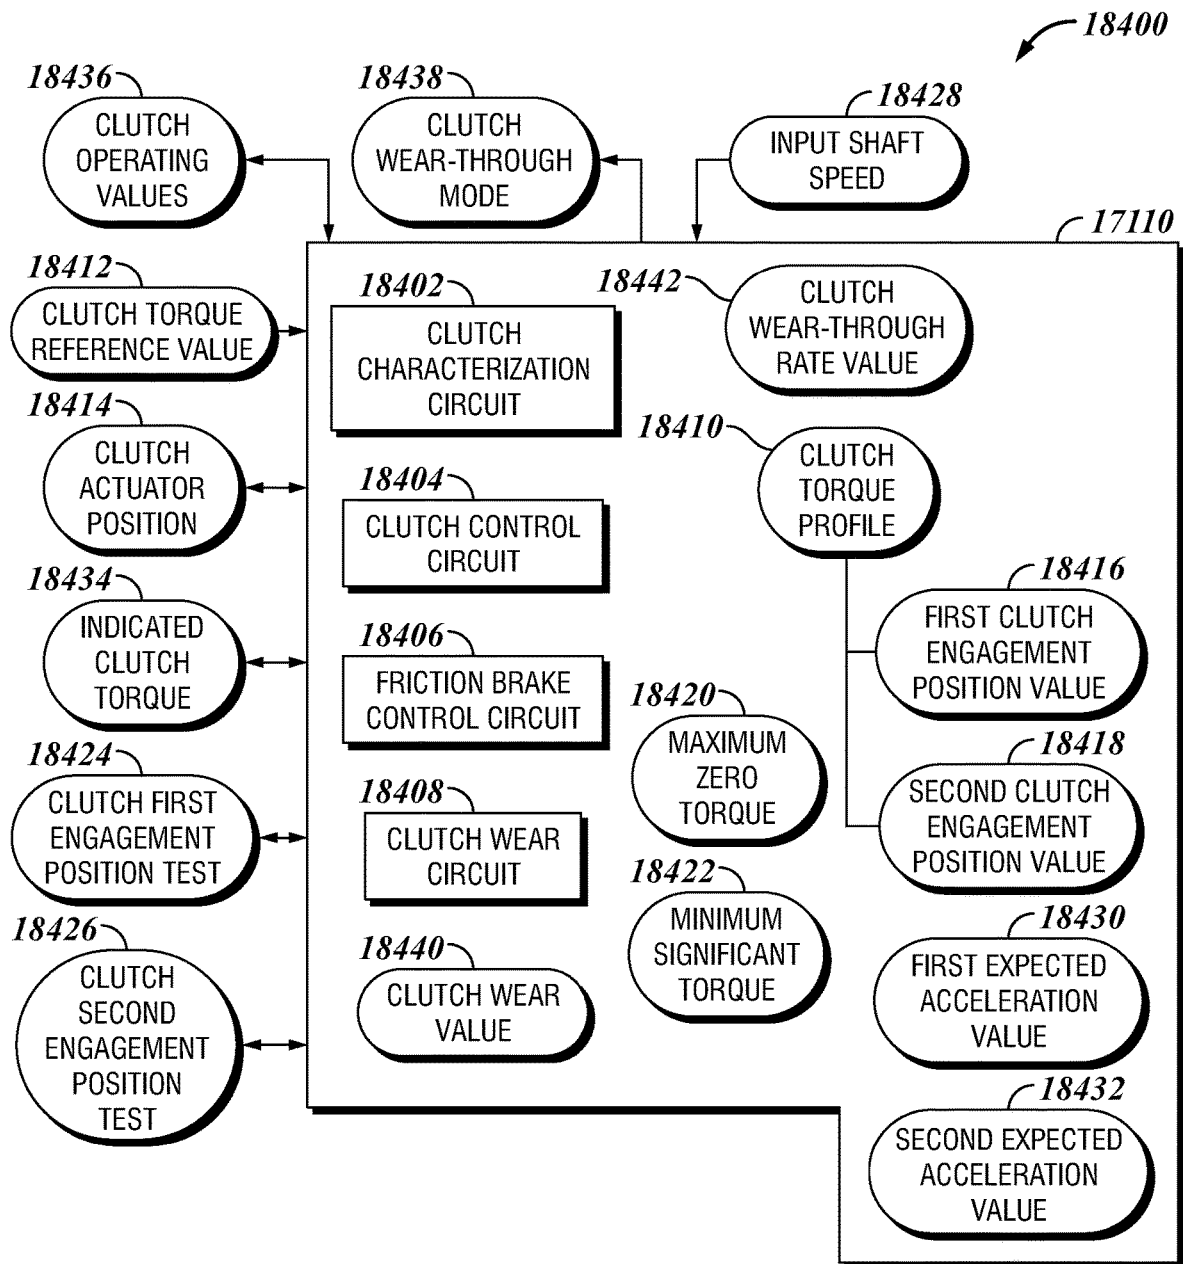 18400
18436
CLUTCH
OPERATING
VALUES
18438
CLUTCH
WEAR-THROUGH
MODE
18428
INPUT SHAFT
SPEED
17110
18412
CLUTCH TORQUE
REFERENCE VALUE
18402
CLUTCH
CHARACTERIZATION
CIRCUIT
18442
CLUTCH
WEAR-THROUGH
RATE VALUE
18414
CLUTCH
ACTUATOR
POSITION
18410
CLUTCH
TORQUE
PROFILE
18404
CLUTCH CONTROL
CIRCUIT
18434
INDICATED
CLUTCH
TORQUE
18416
FIRST CLUTCH
ENGAGEMENT
POSITION VALUE
18406
FRICTION BRAKE
CONTROL CIRCUIT
18420
MAXIMUM
ZERO
TORQUE
18418
SECOND CLUTCH
ENGAGEMENT
POSITION VALUE
18424
CLUTCH FIRST
ENGAGEMENT
POSITION TEST
18408
CLUTCH WEAR
CIRCUIT
18422
MINIMUM
SIGNIFICANT
TORQUE
18430
FIRST EXPECTED
ACCELERATION
VALUE
18426
CLUTCH
SECOND
ENGAGEMENT
POSITION
TEST
18440
CLUTCH WEAR
VALUE
18432
SECOND EXPECTED
ACCELERATION
VALUE